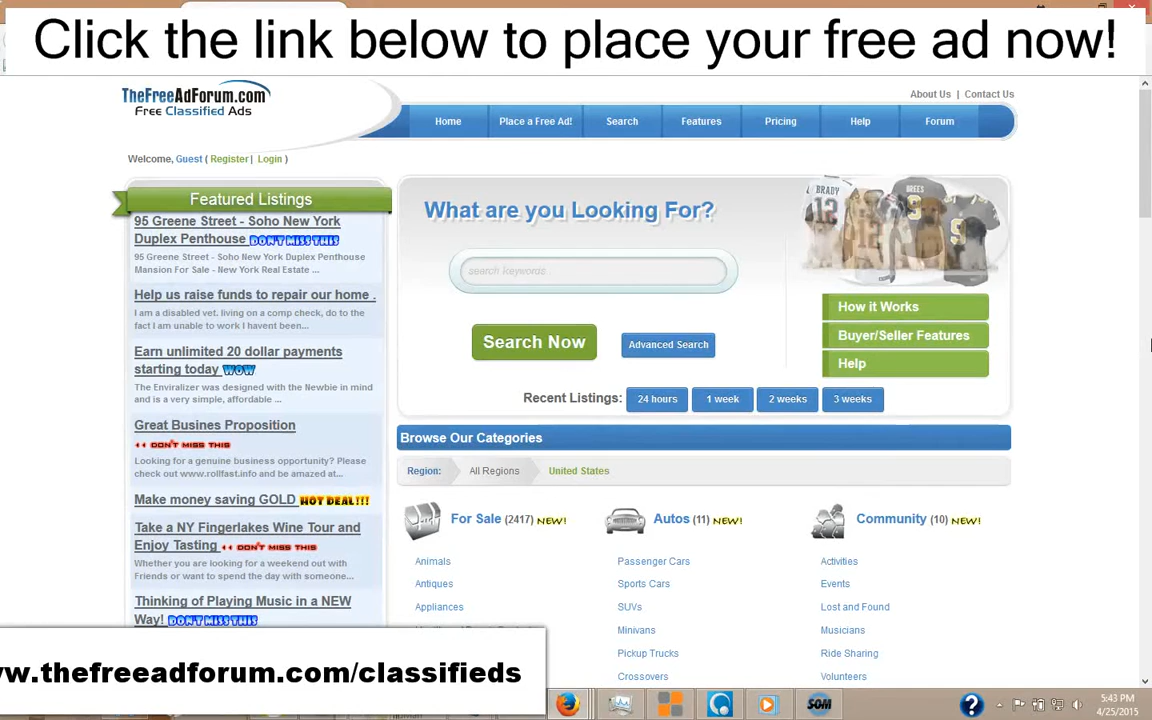 Click the link below to place your free ad now!
TheFreeAdForum.com
Free Classified Ads
About Us | Contact Us
Home Place a Free Ad! Search Features Pricing Help Forum
Welcome, Guest ( Register | Login )
Featured Listings
95 Greene Street - Soho New York
Duplex Penthouse DON'T MISS THIS
95 Greene Street - Soho New York Duplex Penthouse
Mansion For Sale - New York Real Estate ...
Help us raise funds to repair our home .
I am a disabled vet. living on a comp check, do to the
fact I am unable to work I havent been...
Earn unlimited 20 dollar payments
starting today WOW
The Enviralizer was designed with the Newbie in mind
and is a very simple, affordable ...
Great Busines Proposition
DON'T MISS THIS
Looking for a genuine business opportunity? Please
check out www.rollfast.info and be amazed at...
Make money saving GOLD HOT DEAL!!!
Take a NY Fingerlakes Wine Tour and
Enjoy Tasting DON'T MISS THIS
Whether you are looking for a weekend out with
Friends or want to spend the day with someone...
Thinking of Playing Music in a NEW
Way! DON'T MISS THIS
What are you Looking For?
search keywords
Search Now Advanced Search
BRADY
12
BREES
9
How it Works
Buyer/Seller Features
Help
Recent Listings: 24 hours 1 week 2 weeks 3 weeks
Browse Our Categories
Region: All Regions United States
For Sale (2417) NEW!
Animals
Antiques
Appliances
Autos (11) NEW!
Passenger Cars
Sports Cars
SUVs
Minivans
Pickup Trucks
Crossovers
Community (10) NEW!
Activities
Events
Lost and Found
Musicians
Ride Sharing
Volunteers
w.thefreeadforum.com/classifieds
SOM
?
5:43 PM
4/25/2015